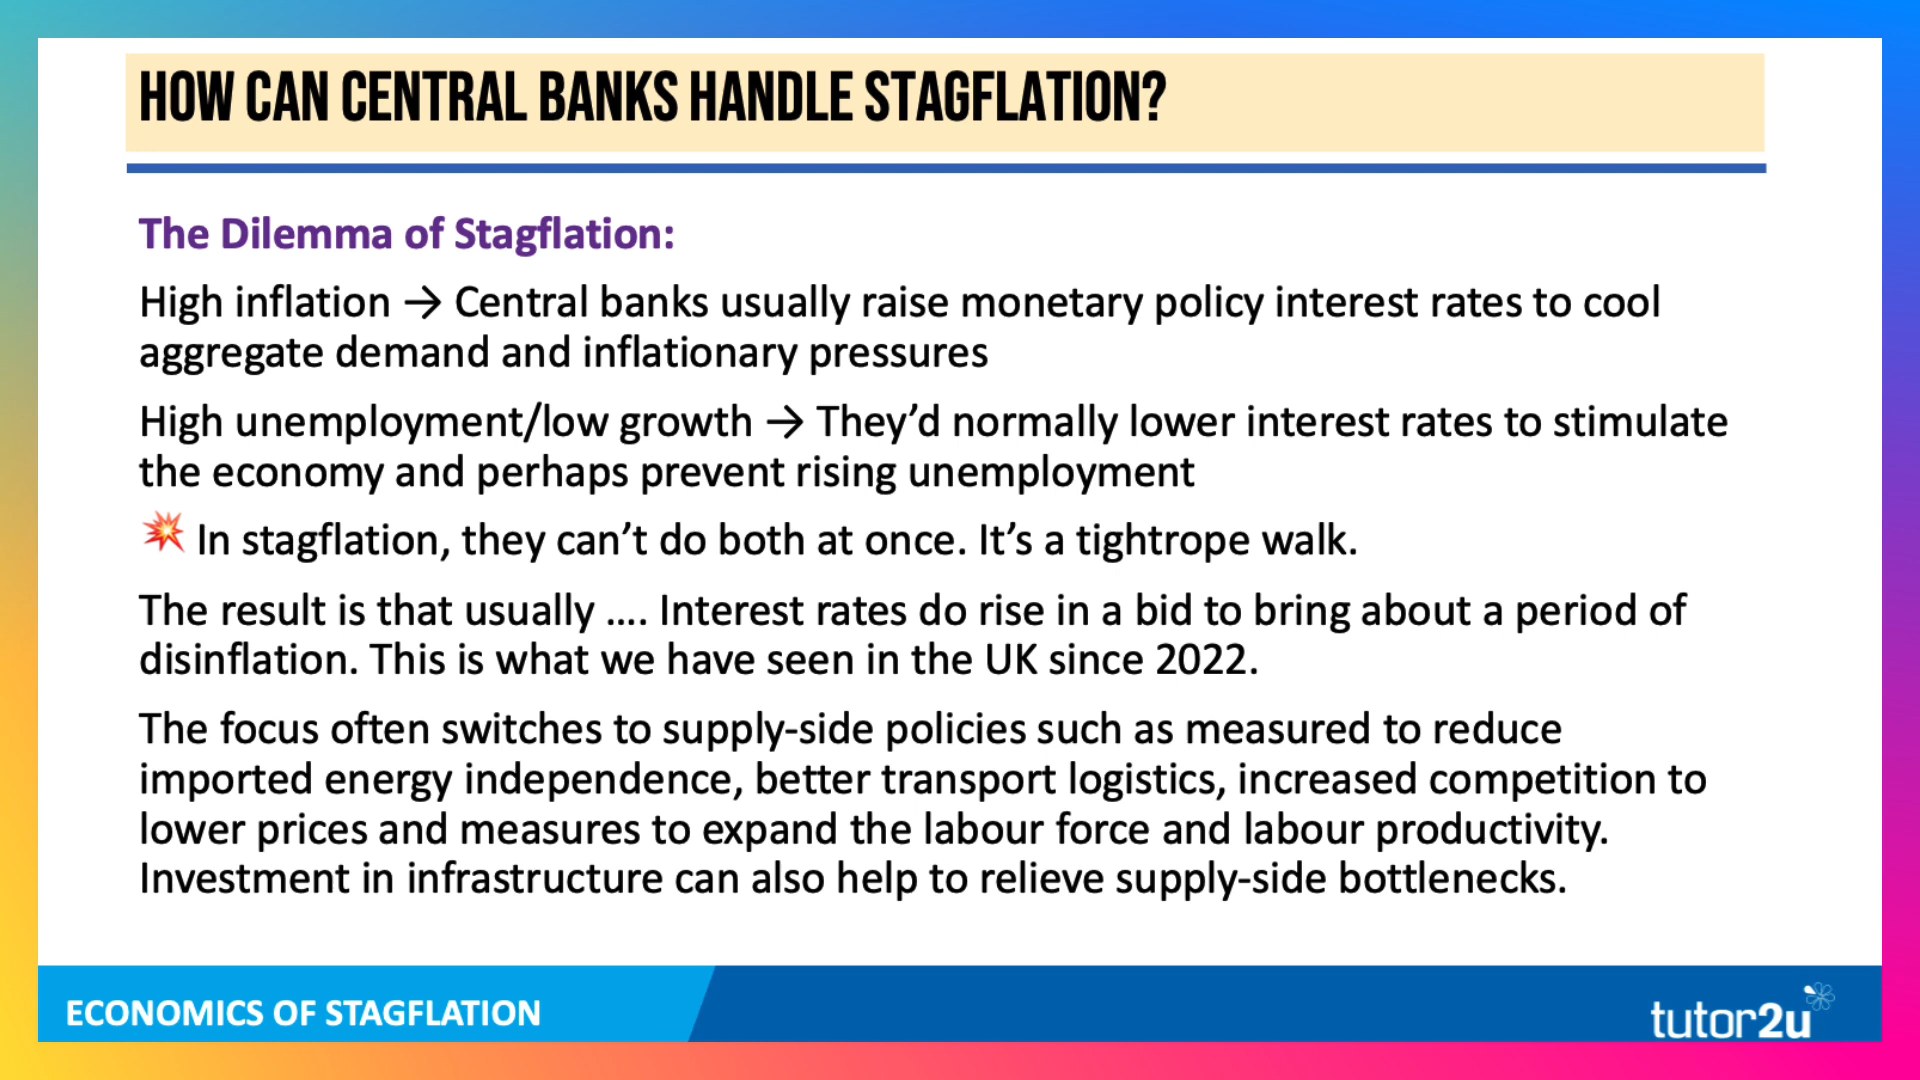 HOW CAN CENTRAL BANKS HANDLE STAGFLATION?
The Dilemma of Stagflation:
High inflation → Central banks usually raise monetary policy interest rates to cool
aggregate demand and inflationary pressures
High unemployment/low growth → They’d normally lower interest rates to stimulate
the economy and perhaps prevent rising unemployment
💥 In stagflation, they can’t do both at once. It’s a tightrope walk.
The result is that usually .... Interest rates do rise in a bid to bring about a period of
disinflation. This is what we have seen in the UK since 2022.
The focus often switches to supply-side policies such as measured to reduce
imported energy independence, better transport logistics, increased competition to
lower prices and measures to expand the labour force and labour productivity.
Investment in infrastructure can also help to relieve supply-side bottlenecks.
ECONOMICS OF STAGFLATION
tutor2u